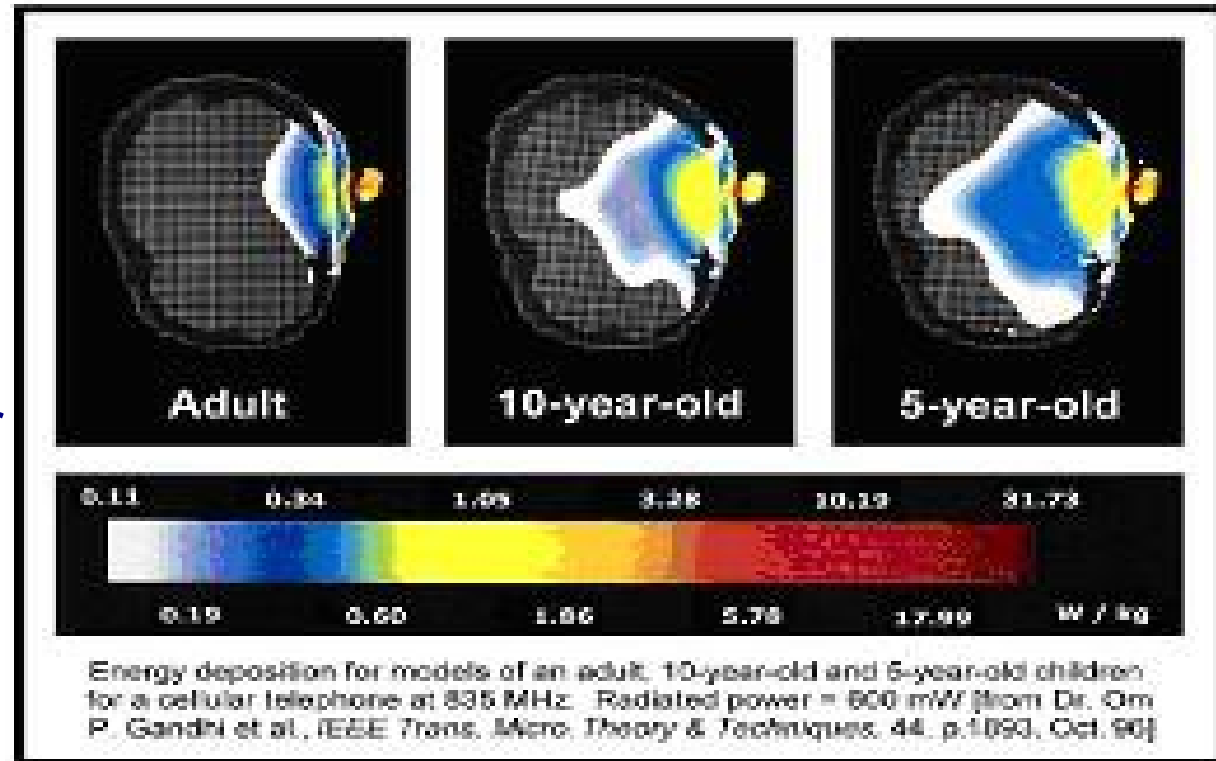 Adult 10-year-old 5-year-old
0.11 0.34 1.05 3.28 10.19 31.73
0.19 0.60 1.86 5.78 17.99 W / kg
Energy deposition for models of an adult, 10-year-old and 5-year-old children
for a cellular telephone at 835 MHz. Radiated power = 600 mW [from Dr. Om
P. Gandhi et al., IEEE Trans. Micro. Theory & Techniques, 44, p.1893, Oct. 96]